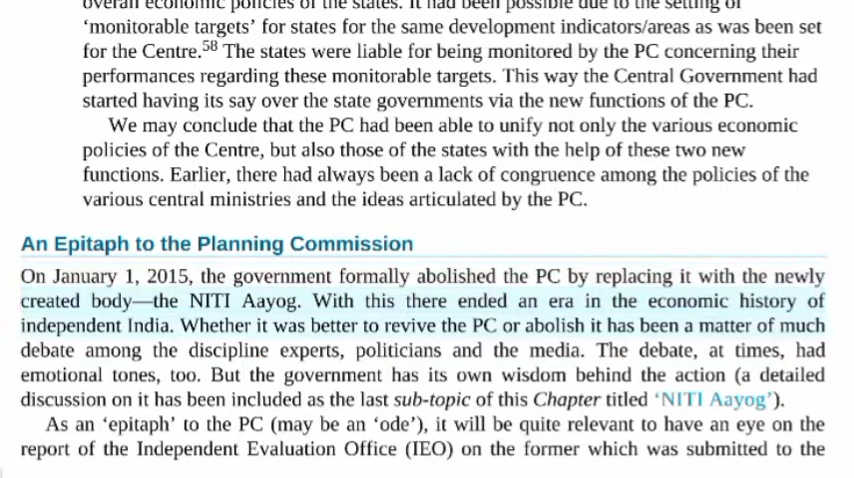 overall economic policies of the states. It had been possible due to the setting of
‘monitorable targets’ for states for the same development indicators/areas as was been set
for the Centre.58 The states were liable for being monitored by the PC concerning their
performances regarding these monitorable targets. This way the Central Government had
started having its say over the state governments via the new functions of the PC.
We may conclude that the PC had been able to unify not only the various economic
policies of the Centre, but also those of the states with the help of these two new
functions. Earlier, there had always been a lack of congruence among the policies of the
various central ministries and the ideas articulated by the PC.
An Epitaph to the Planning Commission
On January 1, 2015, the government formally abolished the PC by replacing it with the newly
created body—the NITI Aayog. With this there ended an era in the economic history of
independent India. Whether it was better to revive the PC or abolish it has been a matter of much
debate among the discipline experts, politicians and the media. The debate, at times, had
emotional tones, too. But the government has its own wisdom behind the action (a detailed
discussion on it has been included as the last sub-topic of this Chapter titled ‘NITI Aayog’).
As an ‘epitaph’ to the PC (may be an ‘ode’), it will be quite relevant to have an eye on the
report of the Independent Evaluation Office (IEO) on the former which was submitted to the